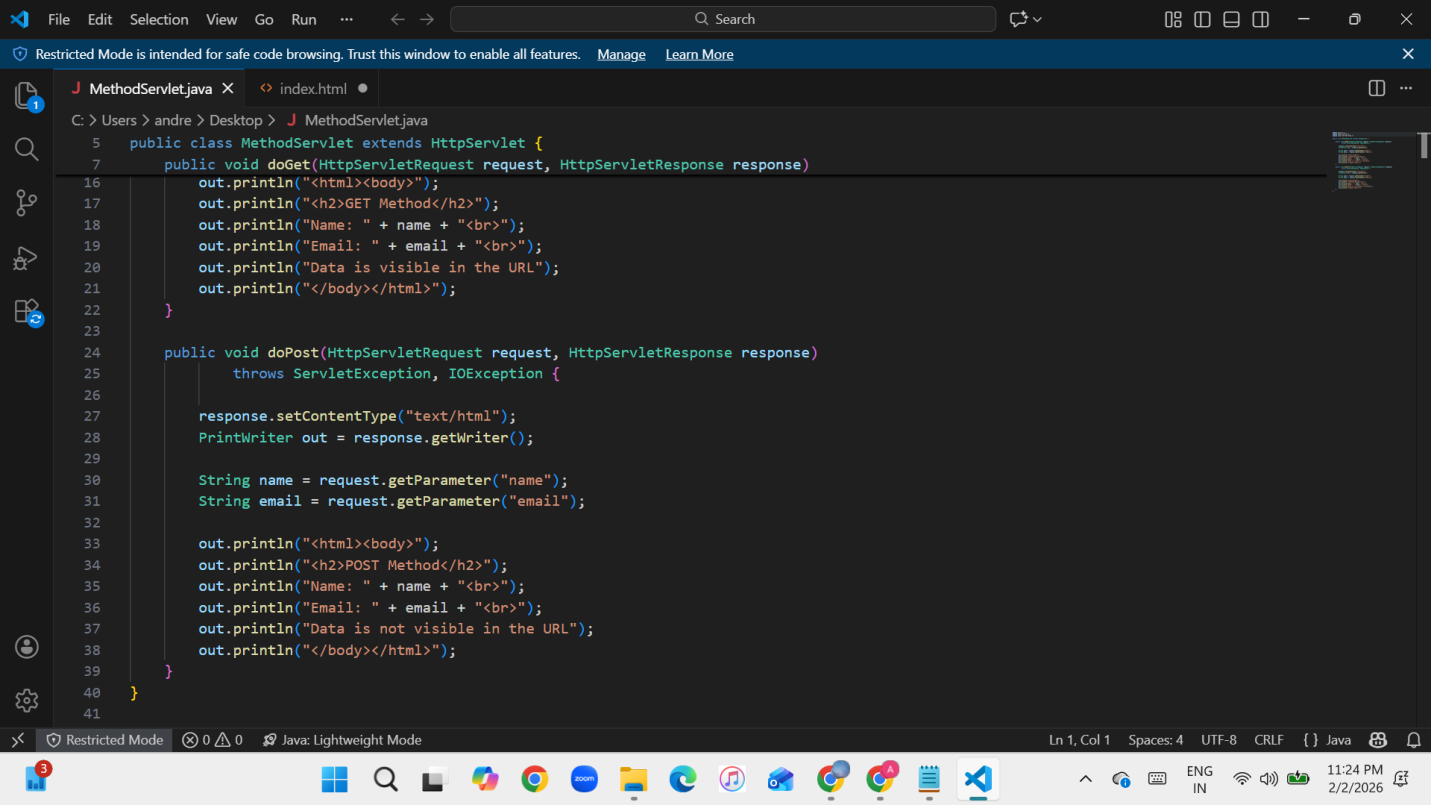 File Edit Selection View Go Run ··· Search
Restricted Mode is intended for safe code browsing. Trust this window to enable all features. Manage Learn More
1
J MethodServlet.java <> index.html
C: > Users > andre > Desktop > J MethodServlet.java
5 public class MethodServlet extends HttpServlet {
7 public void doGet(HttpServletRequest request, HttpServletResponse response)
16 out.println("<html><body>");
17 out.println("<h2>GET Method</h2>");
18 out.println("Name: " + name + "<br>");
19 out.println("Email: " + email + "<br>");
20 out.println("Data is visible in the URL");
21 out.println("</body></html>");
22 }
23
24 public void doPost(HttpServletRequest request, HttpServletResponse response)
25 throws ServletException, IOException {
26
27 response.setContentType("text/html");
28 PrintWriter out = response.getWriter();
29
30 String name = request.getParameter("name");
31 String email = request.getParameter("email");
32
33 out.println("<html><body>");
34 out.println("<h2>POST Method</h2>");
35 out.println("Name: " + name + "<br>");
36 out.println("Email: " + email + "<br>");
37 out.println("Data is not visible in the URL");
38 out.println("</body></html>");
39 }
40 }
41
Restricted Mode 0 0 Java: Lightweight Mode Ln 1, Col 1 Spaces: 4 UTF-8 CRLF { } Java
3 zoom A ENG IN 11:24 PM
2/2/2026